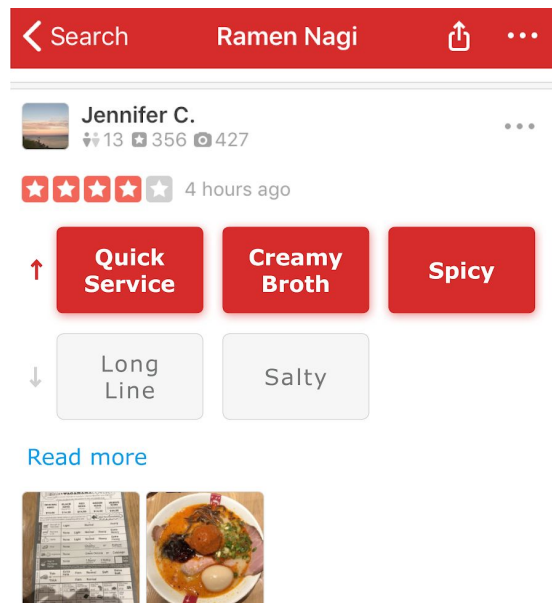 Search
Ramen Nagi
Jennifer C.
13 356 427
4 hours ago
Quick
Service
Creamy
Broth
Spicy
Long
Line
Salty
Read more